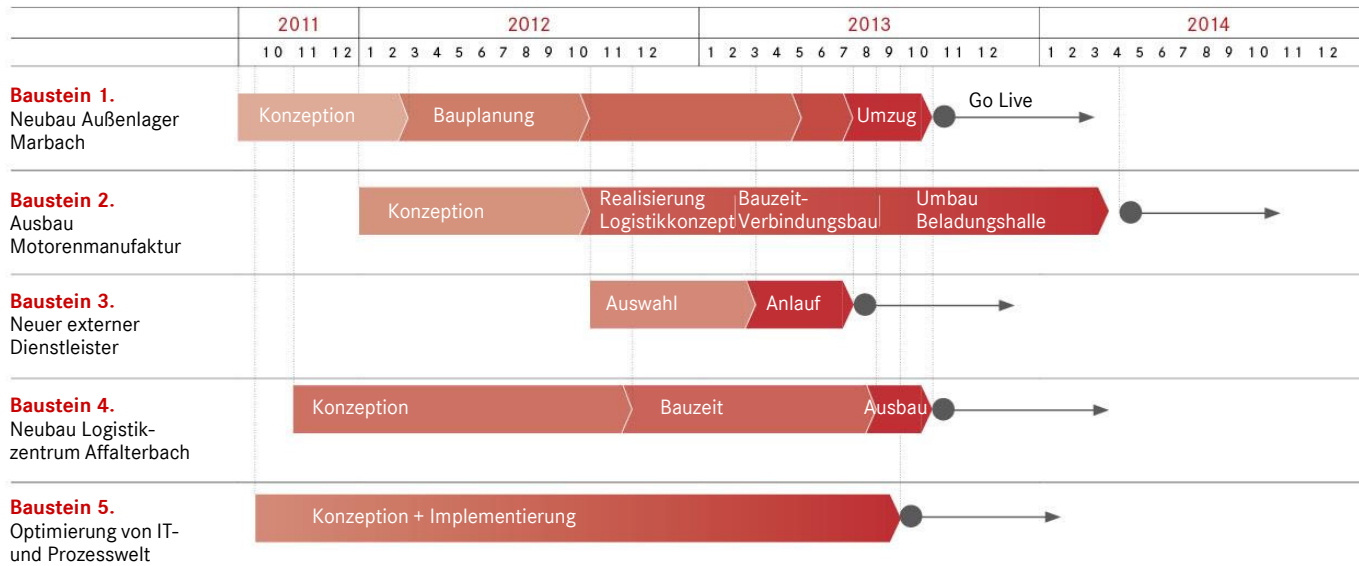 2011 2012 2013 2014
10 11 12 1 2 3 4 5 6 7 8 9 10 11 12 1 2 3 4 5 6 7 8 9 10 11 12 1 2 3 4 5 6 7 8 9 10 11 12
Baustein 1.
Neubau Außenlager
Marbach
Konzeption
Bauplanung
Umzug
Go Live
Baustein 2.
Ausbau
Motorenmanufaktur
Konzeption
Realisierung
Logistikkonzept
Bauzeit-
Verbindungsbau
Umbau
Beladungshalle
Baustein 3.
Neuer externer
Dienstleister
Auswahl
Anlauf
Baustein 4.
Neubau Logistik-
zentrum Affalterbach
Konzeption
Bauzeit
Ausbau
Baustein 5.
Optimierung von IT-
und Prozesswelt
Konzeption + Implementierung